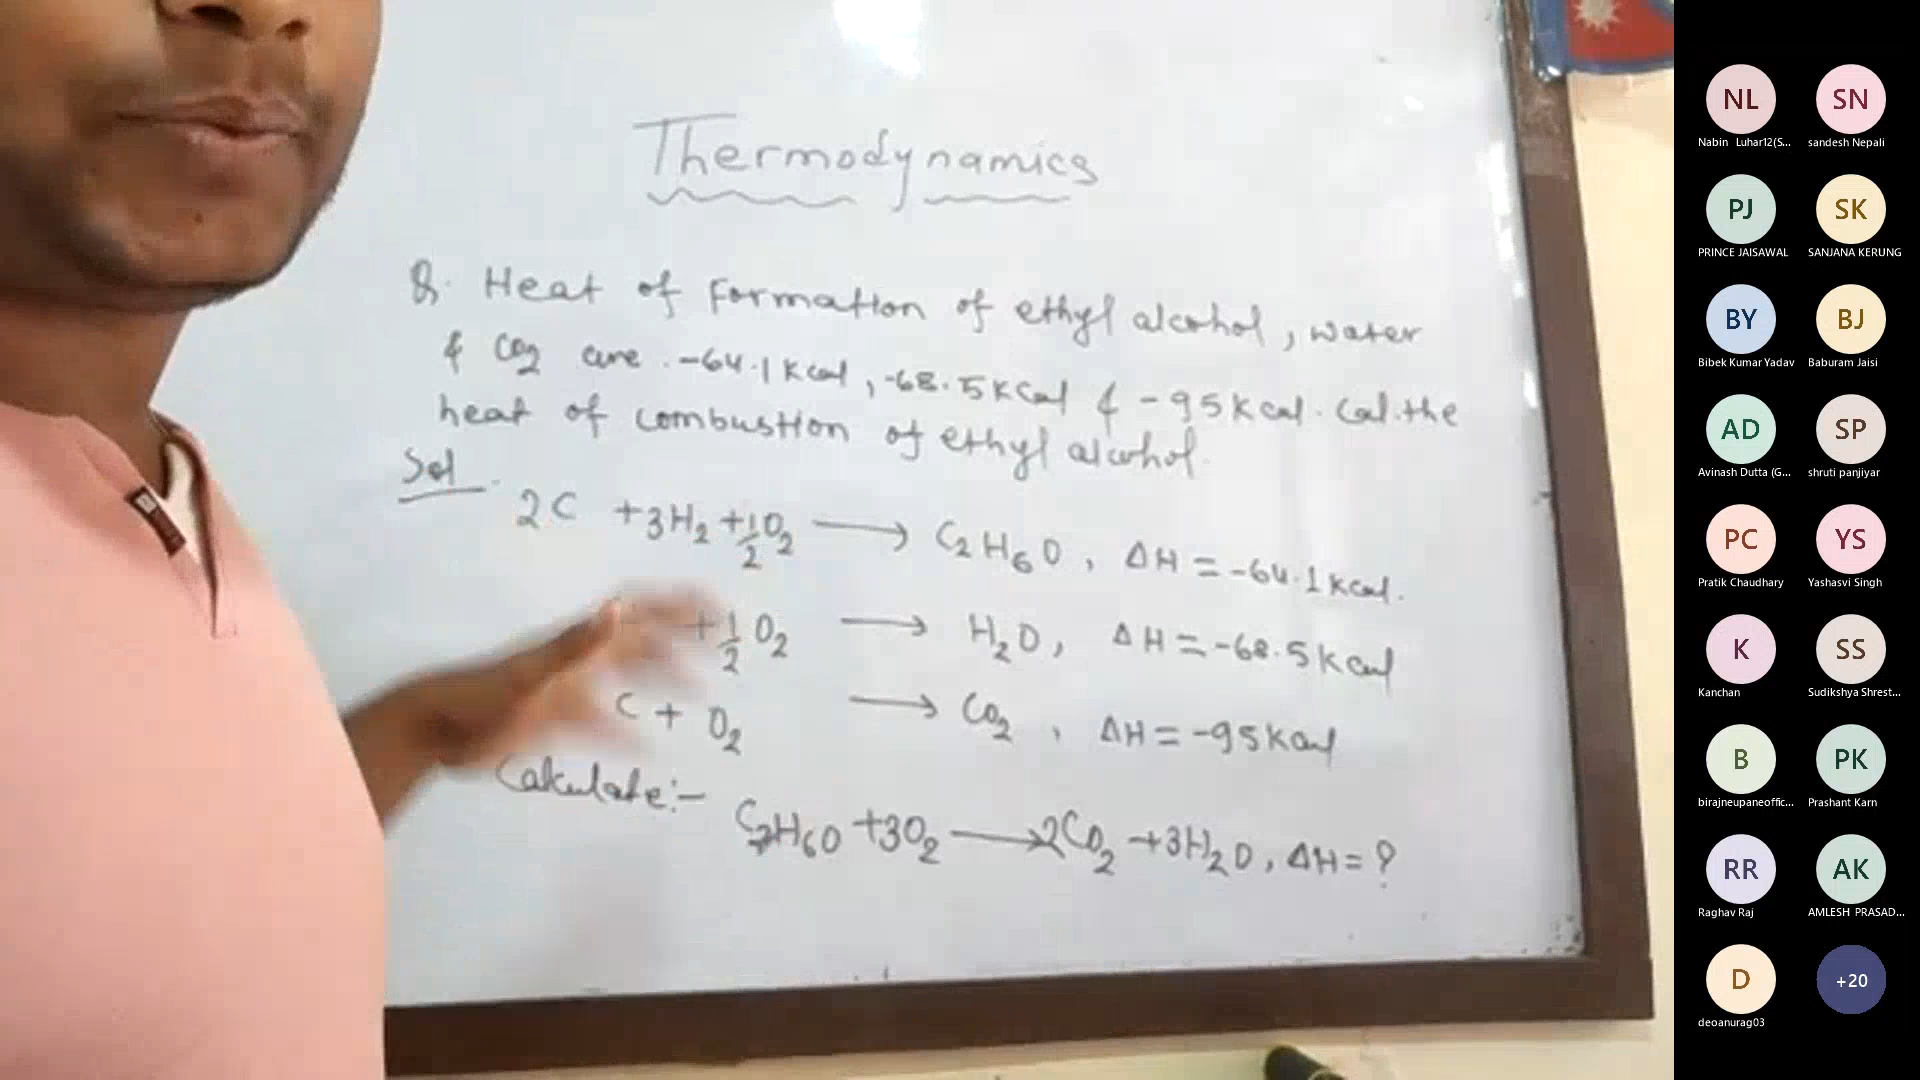 Thermodynamics
Q. Heat of Formation of ethyl alcohol, water
& CO2 are -64.1 Kcal, -68.5 KCal & -95 Kcal. Cal. the
heat of combustion of ethyl alcohol.
Sol.
2C + 3H2 + 1/2 O2 → C2H6O, ΔH = -64.1 Kcal.
+ 1/2 O2 → H2O, ΔH = -68.5 Kcal
C + O2 → CO2, ΔH = -95 Kcal
Calculate:-
C2H6O + 3O2 → 2CO2 + 3H2O, ΔH = ?
NL SN
Nabin Luhar12(S... sandesh Nepali
PJ SK
PRINCE JAISAWAL SANJANA KERUNG
BY BJ
Bibek Kumar Yadav Baburam Jaisi
AD SP
Avinash Dutta (G... shruti panjiyar
PC YS
Pratik Chaudhary Yashasvi Singh
K SS
Kanchan Sudikshya Shrest...
B PK
birajneupaneoffic... Prashant Karn
RR AK
Raghav Raj AMLESH PRASAD...
D +20
deoanurag03